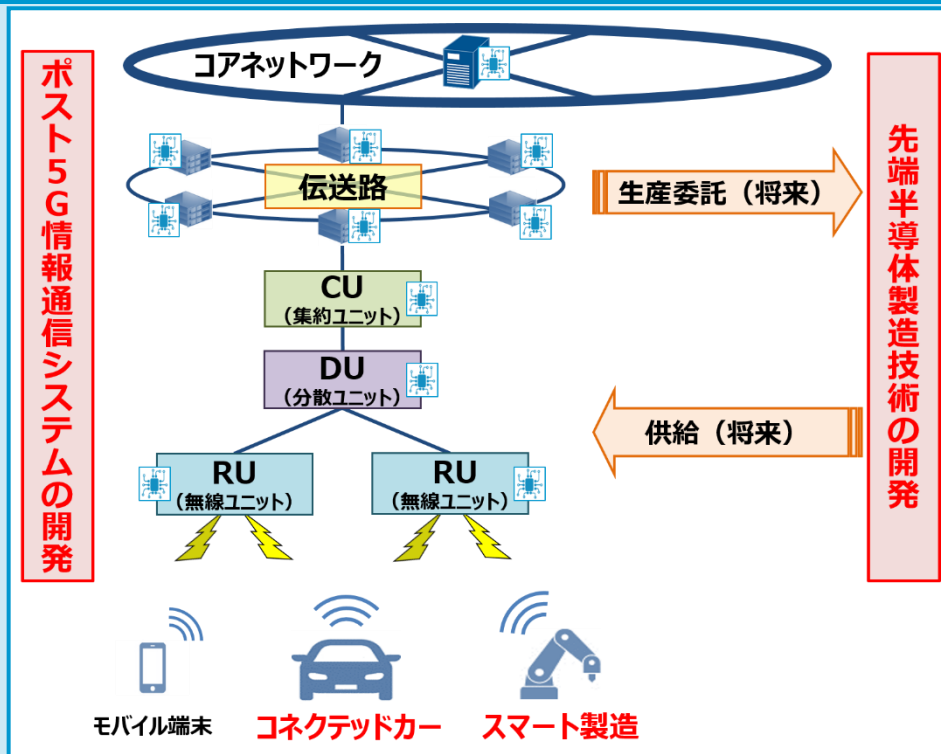 ポスト5G情報通信システムの開発
コアネットワーク
伝送路
CU
(集約ユニット)
DU
(分散ユニット)
RU
(無線ユニット)
RU
(無線ユニット)
モバイル端末
コネクテッドカー
スマート製造
生産委託（将来）
供給（将来）
先端半導体製造技術の開発